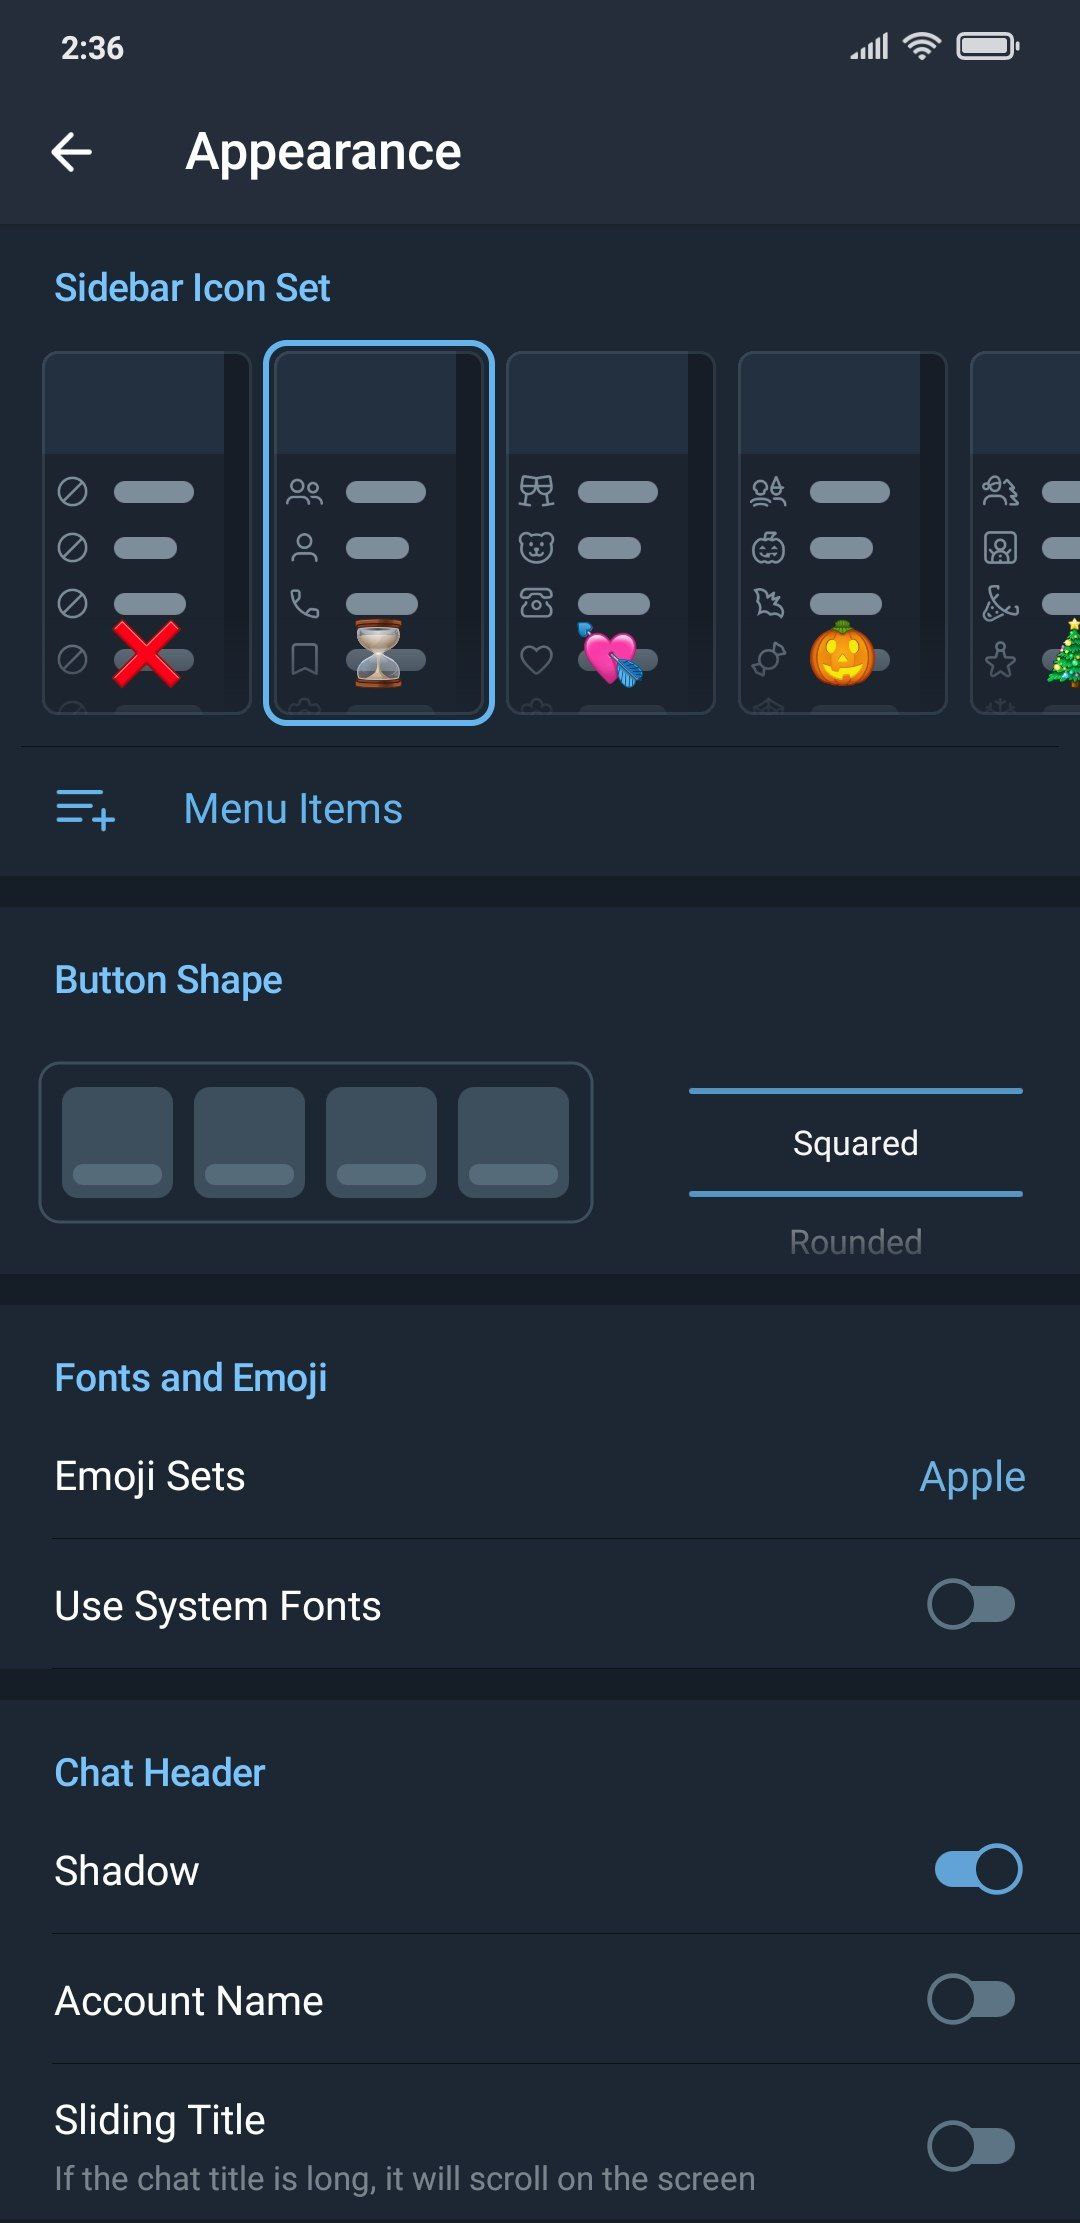 2:36
Appearance
Sidebar Icon Set
Menu Items
Button Shape
Squared
Rounded
Fonts and Emoji
Emoji Sets
Apple
Use System Fonts
Chat Header
Shadow
Account Name
Sliding Title
If the chat title is long, it will scroll on the screen